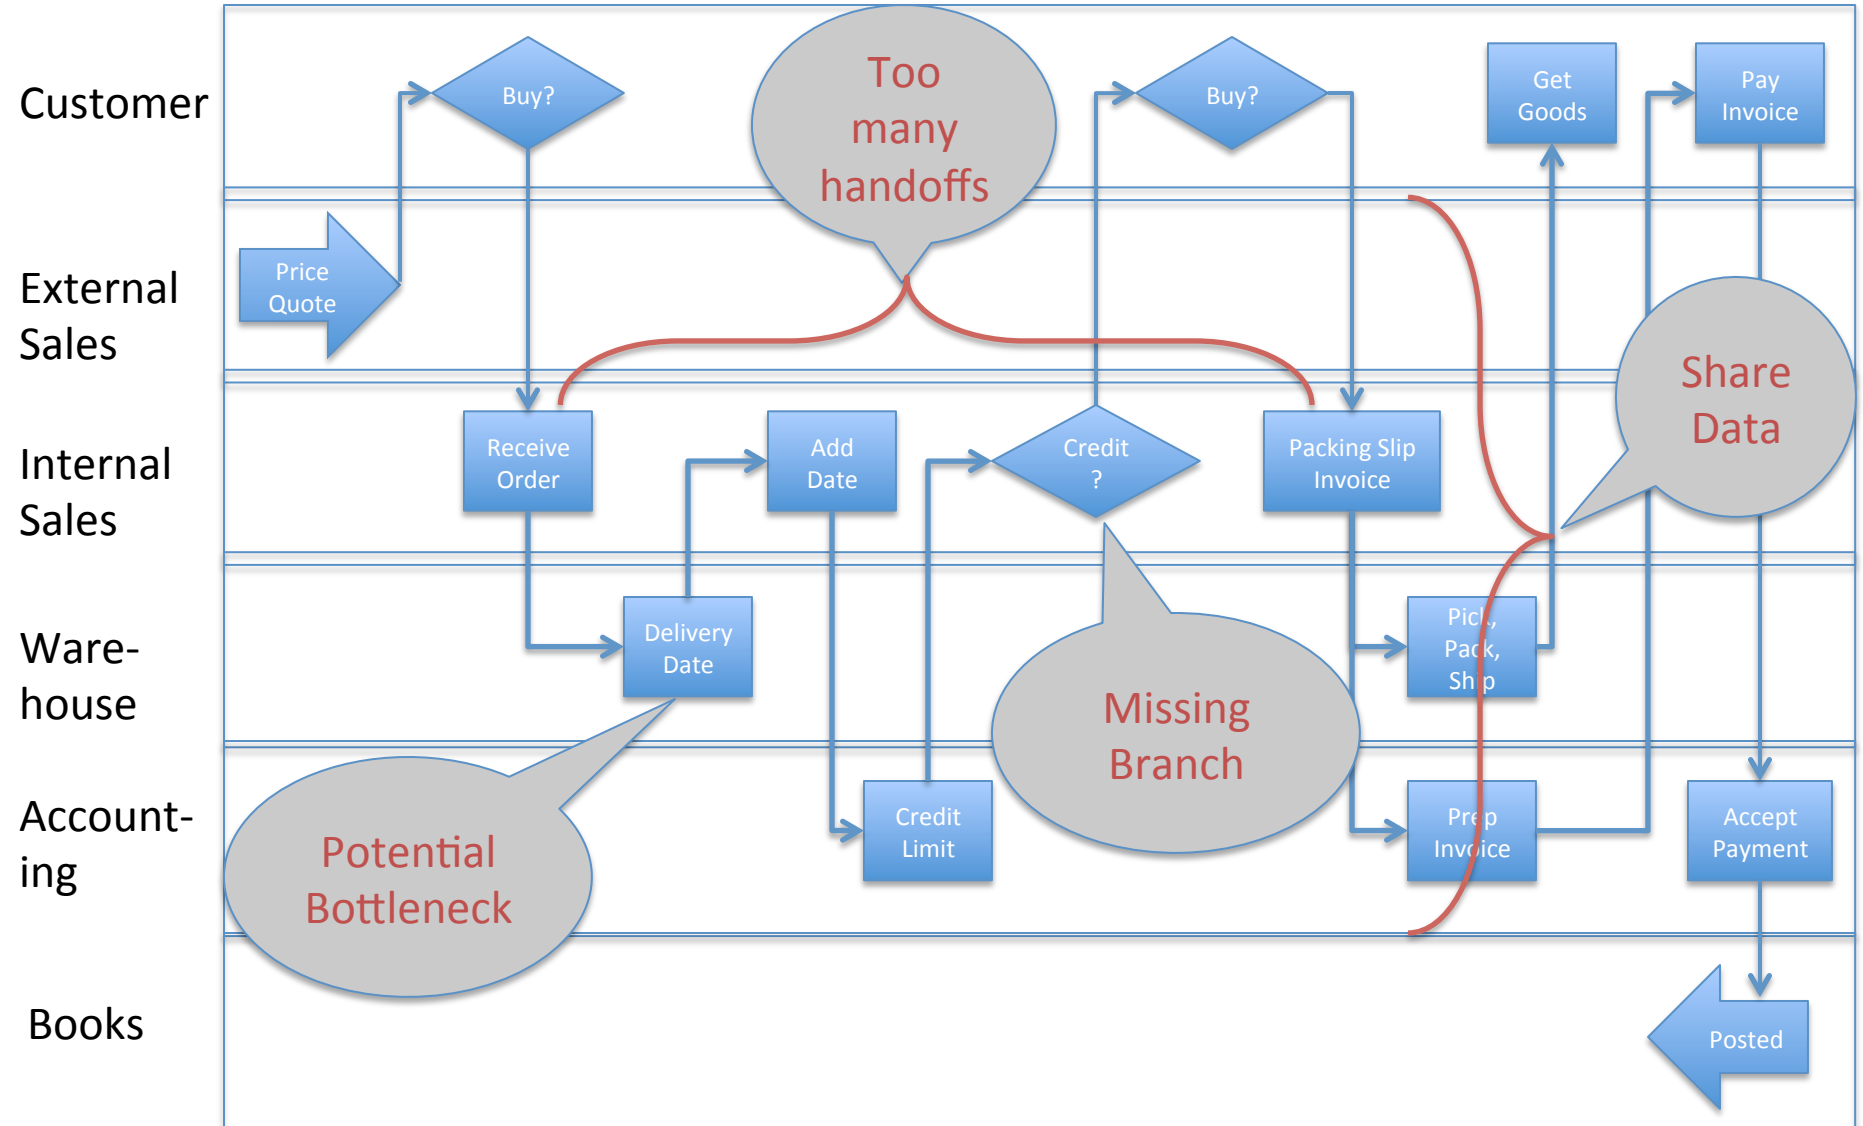 Customer
Buy?
Too
many
handoffs
Buy?
Get
Goods
Pay
Invoice
External
Sales
Price
Quote
Share
Data
Internal
Sales
Receive
Order
Add
Date
Credit
?
Packing Slip
Invoice
Ware-
house
Delivery
Date
Missing
Branch
Pick,
Pack,
Ship
Account-
ing
Potential
Bottleneck
Credit
Limit
Prep
Invoice
Accept
Payment
Books
Posted